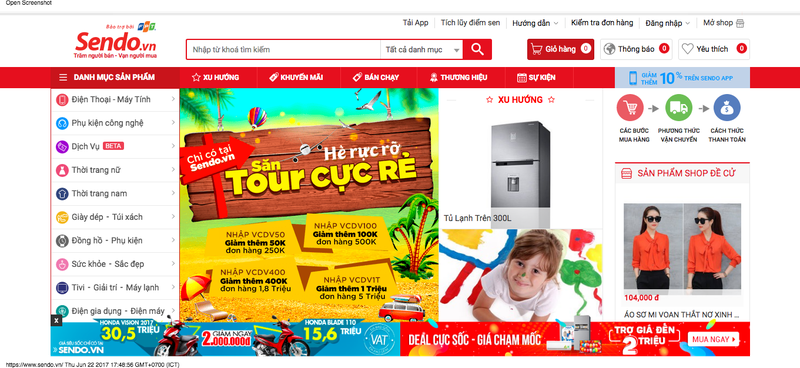 Open Screenshot
Bảo trợ bởi FPT
Sendo.vn
Trăm người bán - Vạn người mua
Tải App
Tích lũy điểm sen
Hướng dẫn
Kiểm tra đơn hàng
Đăng nhập
Mở shop
Nhập từ khoá tìm kiếm
Tất cả danh mục
Giỏ hàng 0
Thông báo 0
Yêu thích 0
DANH MỤC SẢN PHẨM
XU HƯỚNG
KHUYẾN MÃI
BÁN CHẠY
THƯƠNG HIỆU
SỰ KIỆN
GIẢM THÊM 10% TRÊN SENDO APP
Điện Thoại - Máy Tính
Phụ kiện công nghệ
Dịch Vụ BETA
Thời trang nữ
Thời trang nam
Giày dép - Túi xách
Đồng hồ - Phụ kiện
Sức khỏe - Sắc đẹp
Tivi - Giải trí - Máy lạnh
Điện gia dụng - Điện máy
Chỉ có tại
Sendo.vn
Hè rực rỡ
Săn
Tour CỰC RẺ
NHẬP VCDV50
Giảm thêm 50K
đơn hàng 250K
NHẬP VCDV100
Giảm thêm 100K
đơn hàng 500K
NHẬP VCDV400
Giảm thêm 400K
đơn hàng 1,8 Triệu
NHẬP VCDV1T
Giảm thêm 1 Triệu
đơn hàng 5 Triệu
XU HƯỚNG
Tủ Lạnh Trên 300L
CÁC BƯỚC
MUA HÀNG
PHƯƠNG THỨC
VẬN CHUYỂN
CÁCH THỨC
THANH TOÁN
SẢN PHẨM SHOP ĐỀ CỬ
104,000 đ
ÁO SƠ MI VOAN THẮT NƠ XINH ...
X
HONDA VISION 2017
30,5 TRIỆU
GIÁ SIÊU SỐC CHỈ CÓ TẠI
SENDO.VN
GIẢM NGAY
2.000.000đ
HONDA BLADE 110
15,6 TRIỆU
VAT
DEAL CỰC SỐC - GIÁ CHẠM MỐC
TRỢ GIÁ ĐẾN
2 TRIỆU
MUA NGAY
https://www.sendo.vn/ Thu Jun 22 2017 17:48:56 GMT+0700 (ICT)